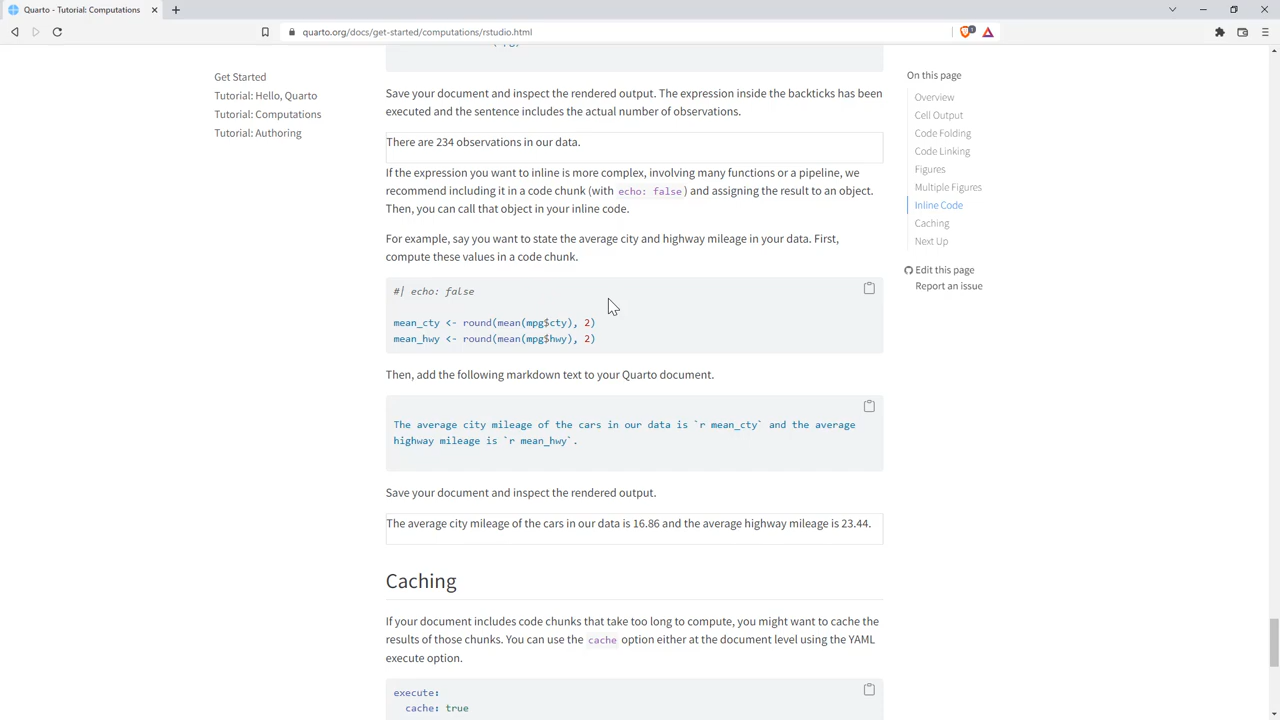 Quarto - Tutorial: Computations
quarto.org/docs/get-started/computations/rstudio.html
Get Started
Tutorial: Hello, Quarto
Tutorial: Computations
Tutorial: Authoring
Save your document and inspect the rendered output. The expression inside the backticks has been
executed and the sentence includes the actual number of observations.
There are 234 observations in our data.
If the expression you want to inline is more complex, involving many functions or a pipeline, we
recommend including it in a code chunk (with echo: false) and assigning the result to an object.
Then, you can call that object in your inline code.
For example, say you want to state the average city and highway mileage in your data. First,
compute these values in a code chunk.
#| echo: false
mean_cty <- round(mean(mpg$cty), 2)
mean_hwy <- round(mean(mpg$hwy), 2)
Then, add the following markdown text to your Quarto document.
The average city mileage of the cars in our data is `r mean_cty` and the average
highway mileage is `r mean_hwy`.
Save your document and inspect the rendered output.
The average city mileage of the cars in our data is 16.86 and the average highway mileage is 23.44.
Caching
If your document includes code chunks that take too long to compute, you might want to cache the
results of those chunks. You can use the cache option either at the document level using the YAML
execute option.
execute:
cache: true
On this page
Overview
Cell Output
Code Folding
Code Linking
Figures
Multiple Figures
Inline Code
Caching
Next Up
Edit this page
Report an issue